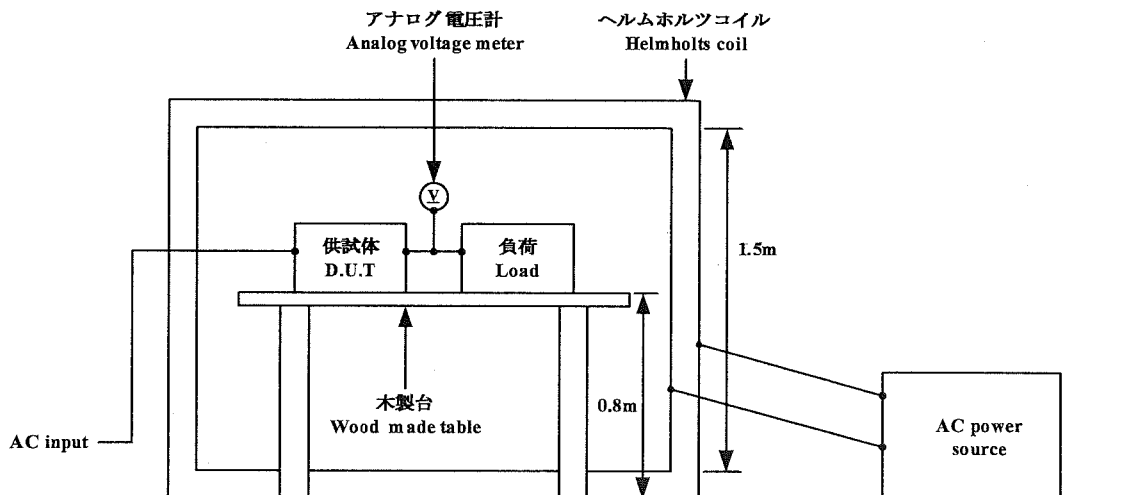 アナログ電圧計
Analog voltage meter
ヘルムホルツコイル
Helmholts coil
V
供試体
D.U.T
負荷
Load
1.5m
木製台
Wood made table
0.8m
AC input
AC power
source